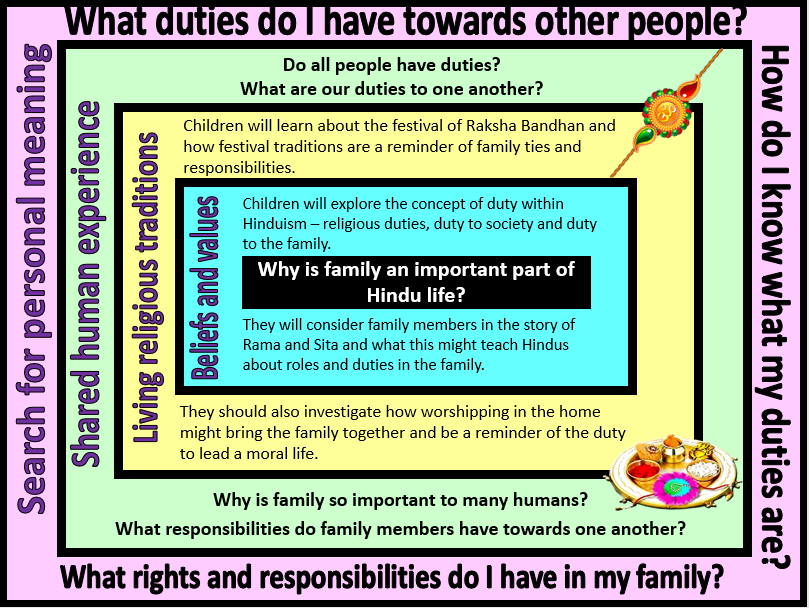 What duties do I have towards other people?
Search for personal meaning
How do I know what my duties are?
Shared human experience
Do all people have duties?
What are our duties to one another?
Living religious traditions
Children will learn about the festival of Raksha Bandhan and
how festival traditions are a reminder of family ties and
responsibilities.
Beliefs and values
Children will explore the concept of duty within
Hinduism – religious duties, duty to society and duty
to the family.
Why is family an important part of
Hindu life?
They will consider family members in the story of
Rama and Sita and what this might teach Hindus
about roles and duties in the family.
They should also investigate how worshipping in the home
might bring the family together and be a reminder of the duty
to lead a moral life.
Why is family so important to many humans?
What responsibilities do family members have towards one another?
What rights and responsibilities do I have in my family?
ॐ